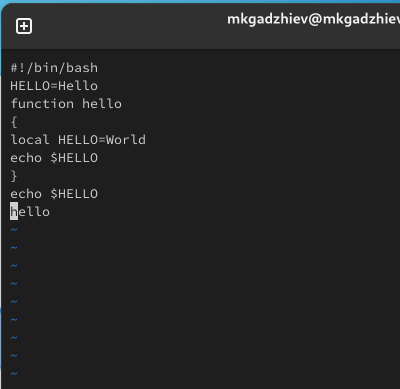 mkgadzhiev@mkgadzhiev
#!/bin/bash
HELLO=Hello
function hello
{
local HELLO=World
echo $HELLO
}
echo $HELLO
hello
~
~
~
~
~
~
~
~
~